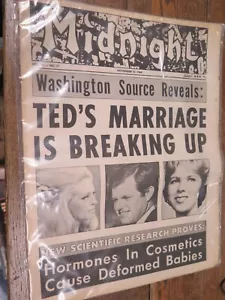 Midnight
Washington Source Reveals:
TED'S MARRIAGE
IS BREAKING UP
NEW SCIENTIFIC RESEARCH PROVES:
Hormones In Cosmetics
Cause Deformed Babies